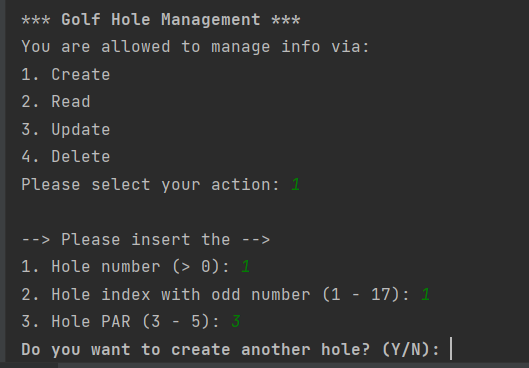 *** Golf Hole Management ***
You are allowed to manage info via:
1. Create
2. Read
3. Update
4. Delete
Please select your action: 1
--> Please insert the -->
1. Hole number (> 0): 1
2. Hole index with odd number (1 - 17): 1
3. Hole PAR (3 - 5): 3
Do you want to create another hole? (Y/N):